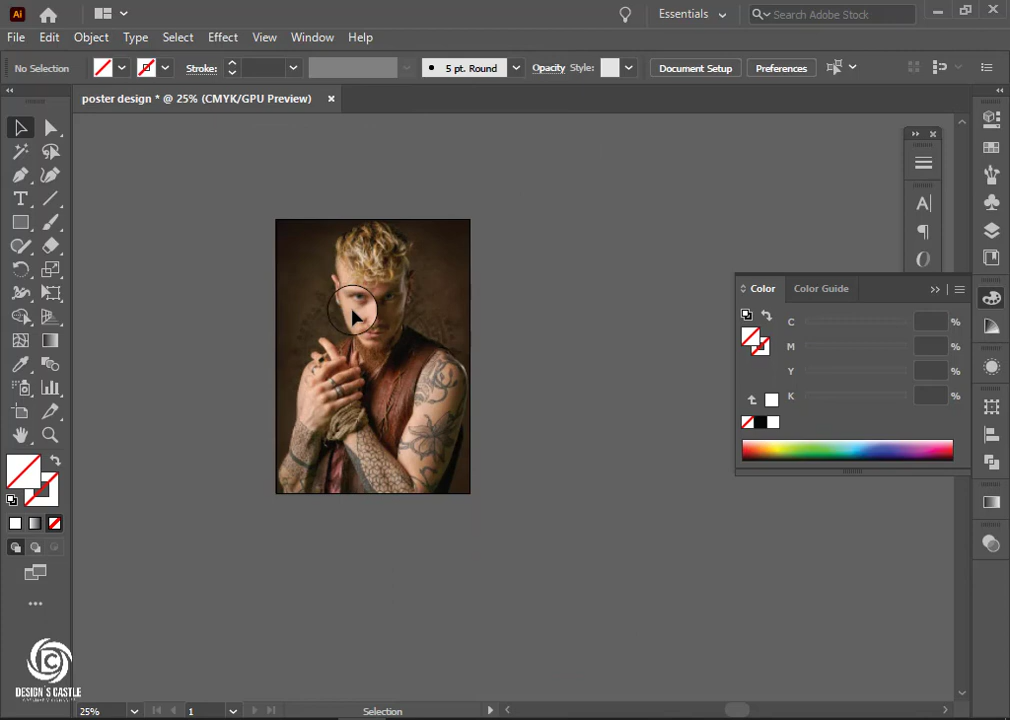 Ai
Essentials
Search Adobe Stock
File Edit Object Type Select Effect View Window Help
No Selection Stroke: 5 pt. Round Opacity Style: Document Setup Preferences
poster design * @ 25% (CMYK/GPU Preview) ×
Color Color Guide
C %
M %
Y %
K %
DESIGN'S CASTLE
25% 1 Selection